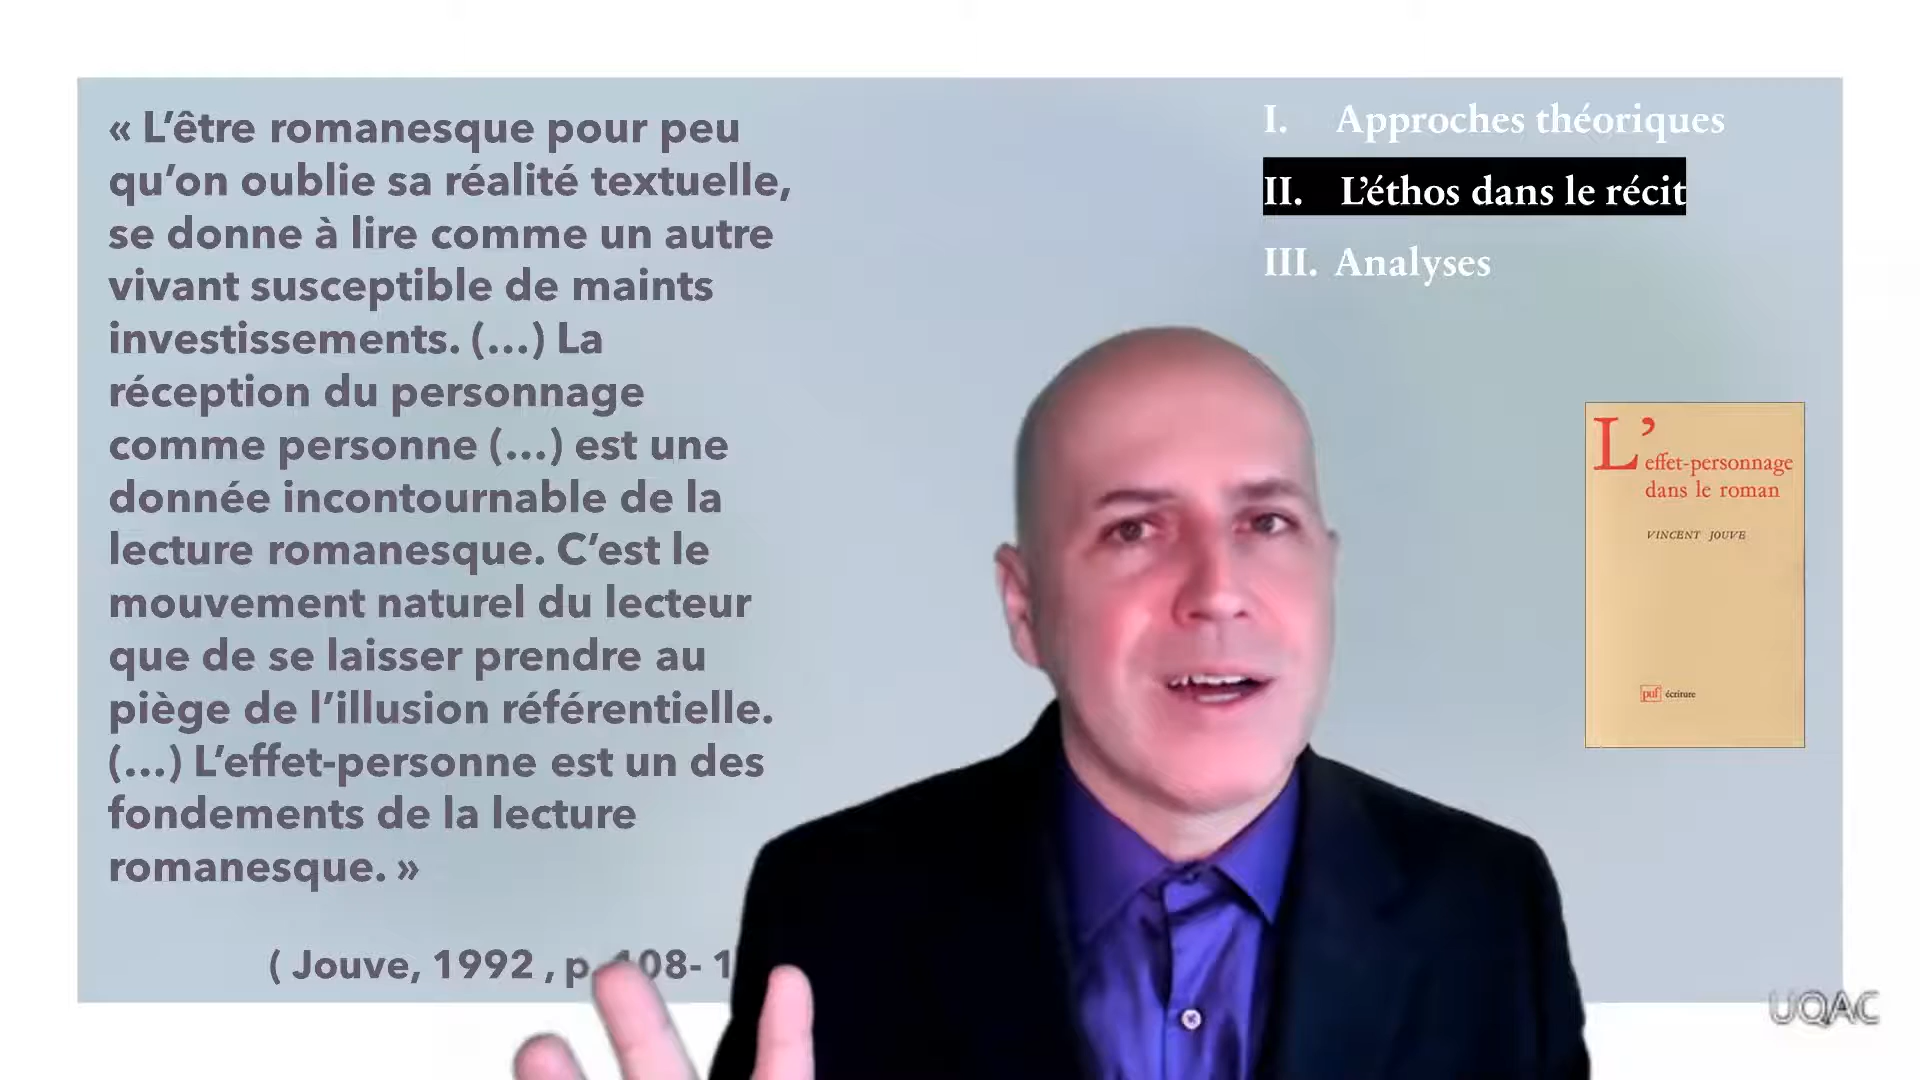 « L’être romanesque pour peu
qu’on oublie sa réalité textuelle,
se donne à lire comme un autre
vivant susceptible de maints
investissements. (…) La
réception du personnage
comme personne (…) est une
donnée incontournable de la
lecture romanesque. C’est le
mouvement naturel du lecteur
que de se laisser prendre au
piège de l’illusion référentielle.
(…) L’effet-personne est un des
fondements de la lecture
romanesque. »
( Jouve, 1992 , p. 108- 1
I. Approches théoriques
II. L’éthos dans le récit
III. Analyses
L’
effet-personnage
dans le roman
VINCENT JOUVE
puf écriture
UQAC